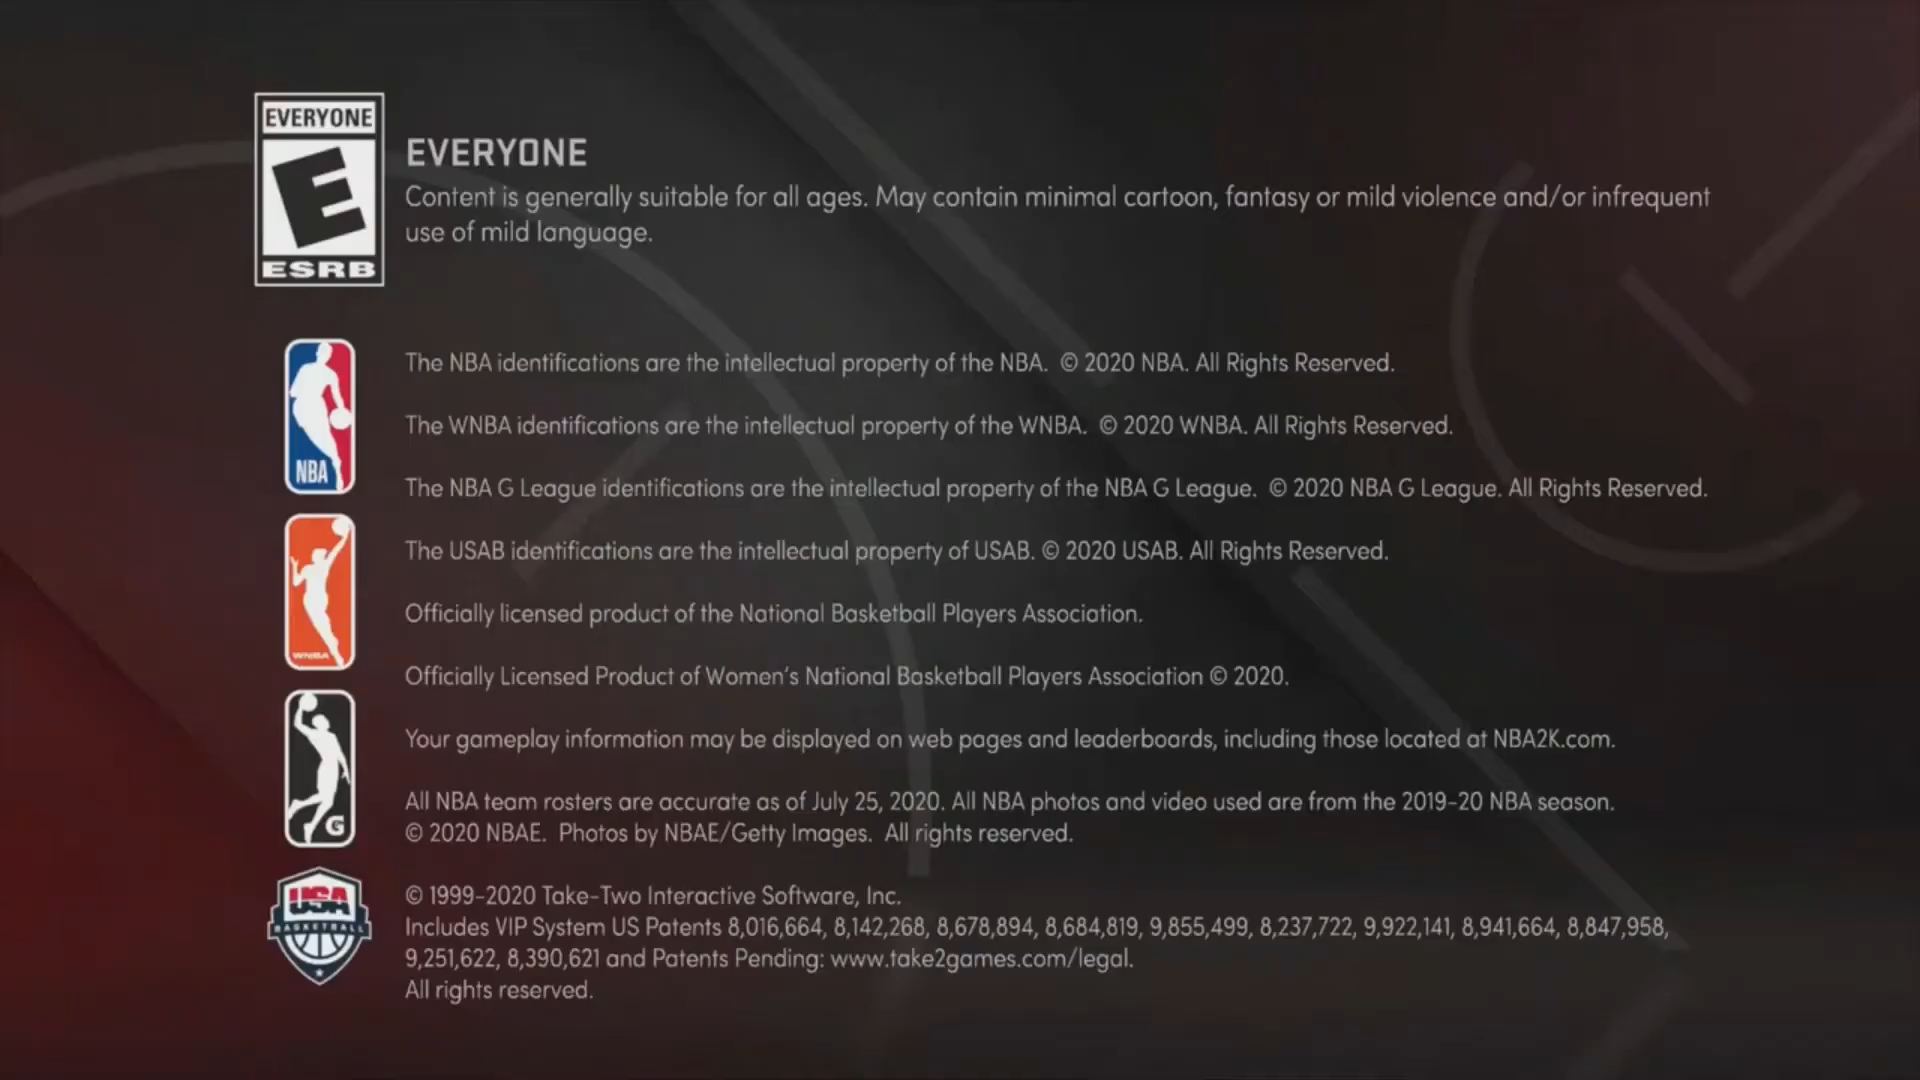 EVERYONE
E
ESRB
EVERYONE
Content is generally suitable for all ages. May contain minimal cartoon, fantasy or mild violence and/or infrequent
use of mild language.
NBA
The NBA identifications are the intellectual property of the NBA. © 2020 NBA. All Rights Reserved.
The WNBA identifications are the intellectual property of the WNBA. © 2020 WNBA. All Rights Reserved.
The NBA G League identifications are the intellectual property of the NBA G League. © 2020 NBA G League. All Rights Reserved.
WNBA
The USAB identifications are the intellectual property of USAB. © 2020 USAB. All Rights Reserved.
Officially licensed product of the National Basketball Players Association.
Officially Licensed Product of Women's National Basketball Players Association © 2020.
G
Your gameplay information may be displayed on web pages and leaderboards, including those located at NBA2K.com.
All NBA team rosters are accurate as of July 25, 2020. All NBA photos and video used are from the 2019-20 NBA season.
© 2020 NBAE. Photos by NBAE/Getty Images. All rights reserved.
USA
BASKETBALL
© 1999-2020 Take-Two Interactive Software, Inc.
Includes VIP System US Patents 8,016,664, 8,142,268, 8,678,894, 8,684,819, 9,855,499, 8,237,722, 9,922,141, 8,941,664, 8,847,958,
9,251,622, 8,390,621 and Patents Pending: www.take2games.com/legal.
All rights reserved.